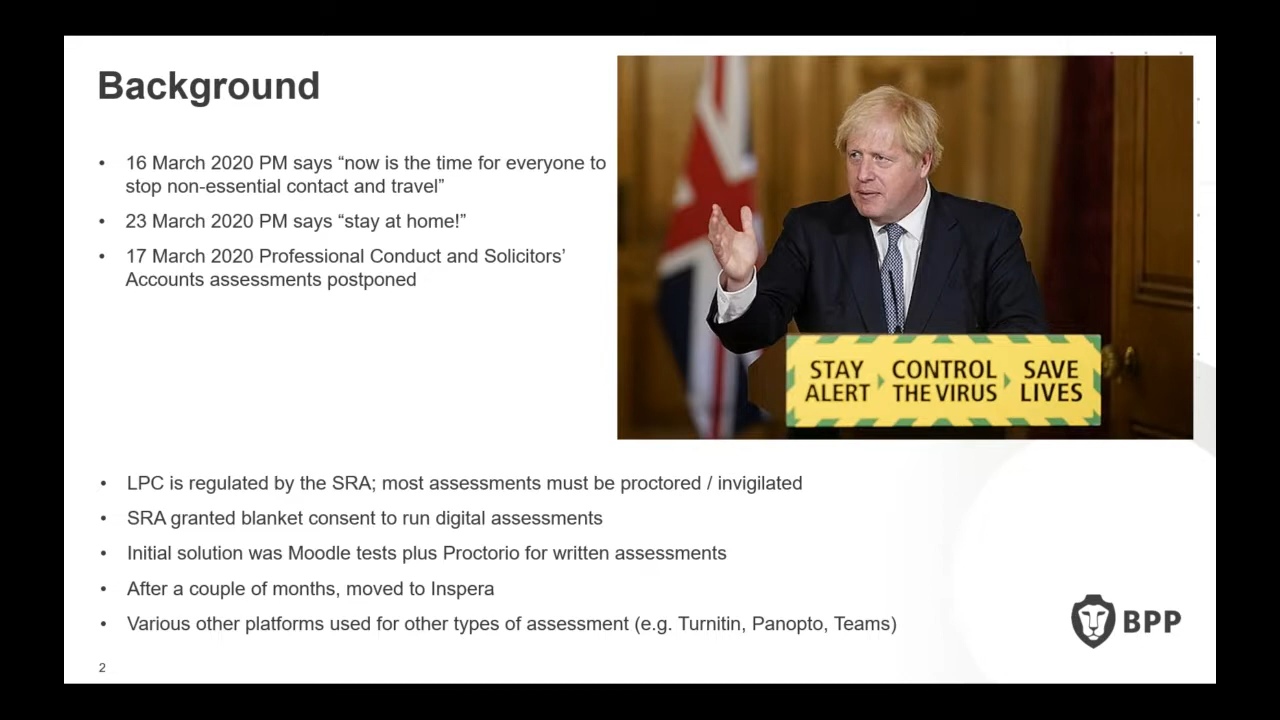 Background
• 16 March 2020 PM says “now is the time for everyone to
stop non-essential contact and travel”
• 23 March 2020 PM says “stay at home!”
• 17 March 2020 Professional Conduct and Solicitors’
Accounts assessments postponed
STAY CONTROL SAVE
ALERT THE VIRUS LIVES
• LPC is regulated by the SRA; most assessments must be proctored / invigilated
• SRA granted blanket consent to run digital assessments
• Initial solution was Moodle tests plus Proctorio for written assessments
• After a couple of months, moved to Inspera
• Various other platforms used for other types of assessment (e.g. Turnitin, Panopto, Teams)
BPP
2